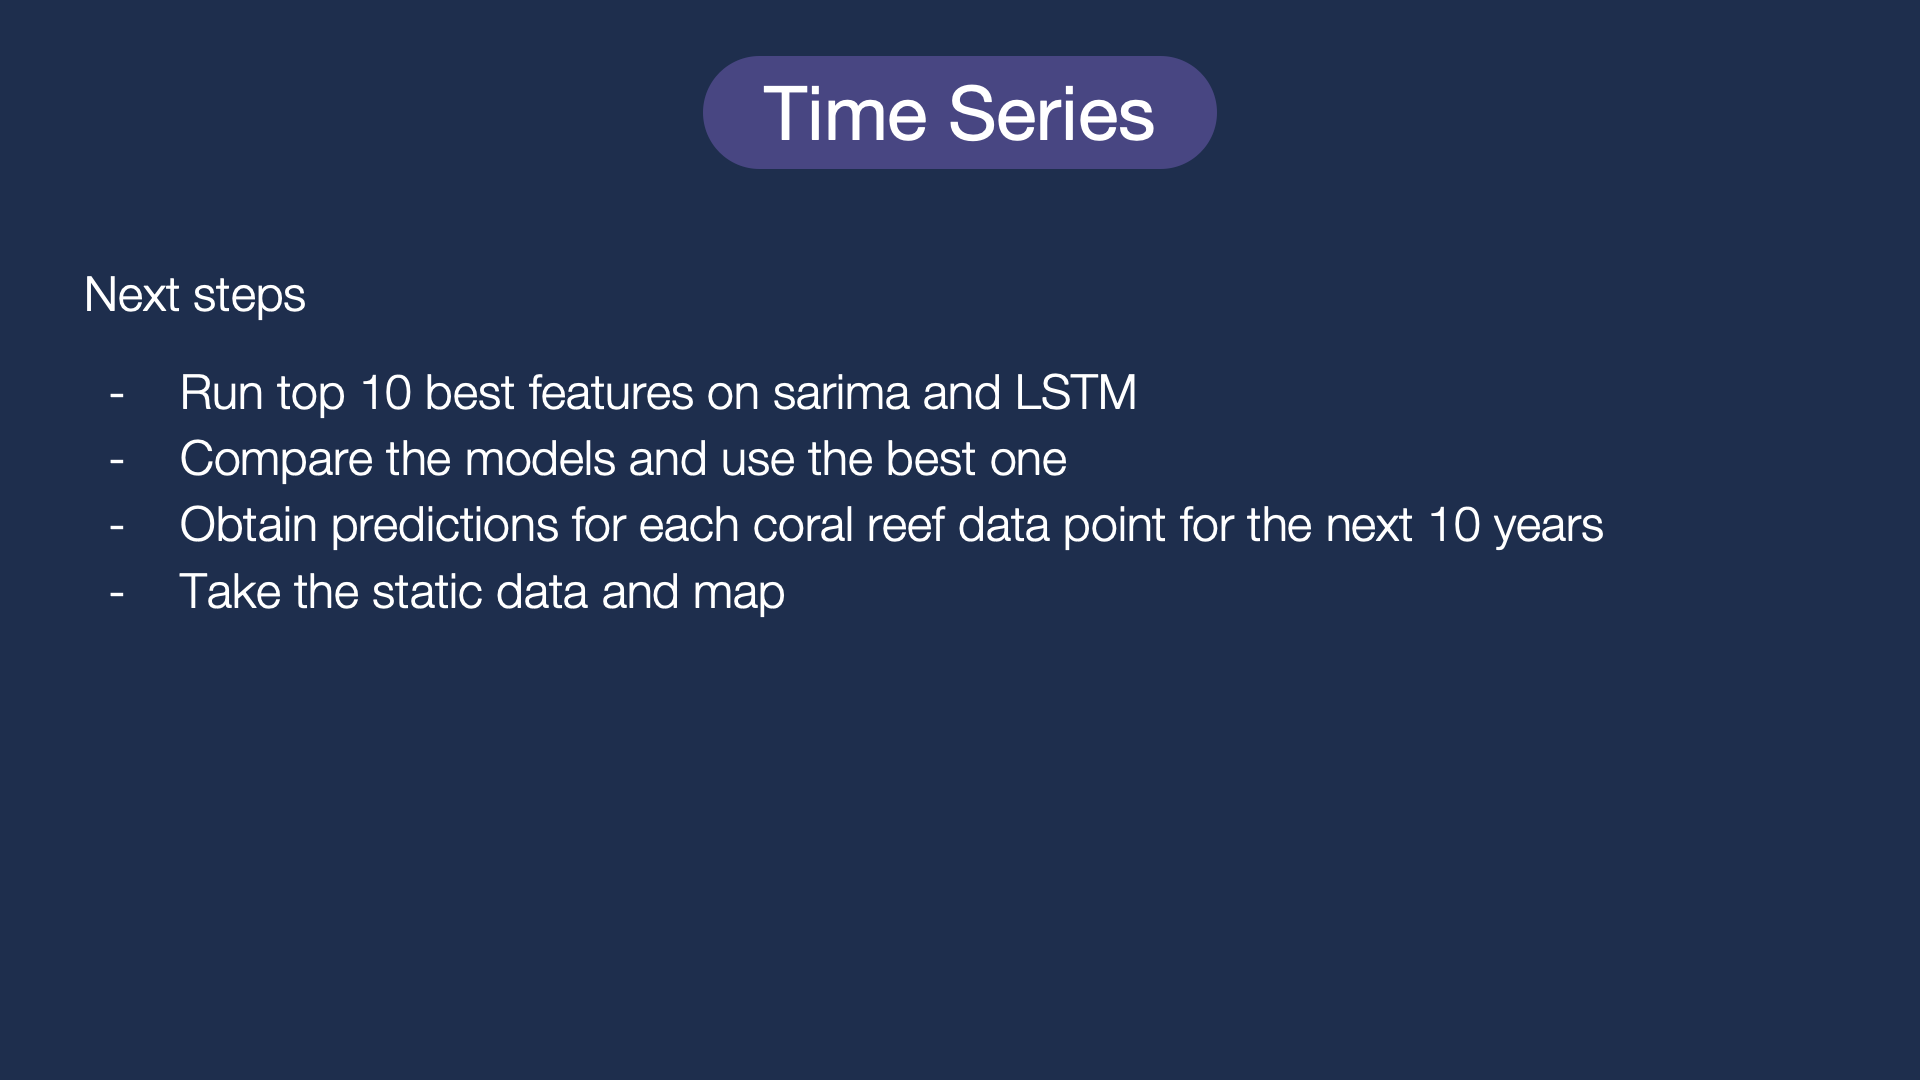 Time Series
Next steps
- Run top 10 best features on sarima and LSTM
- Compare the models and use the best one
- Obtain predictions for each coral reef data point for the next 10 years
- Take the static data and map